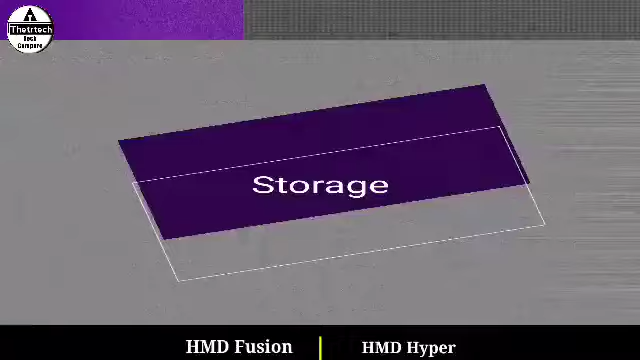 A
Thetrtech
Tech
Compare
Storage
HMD Fusion
HMD Hyper